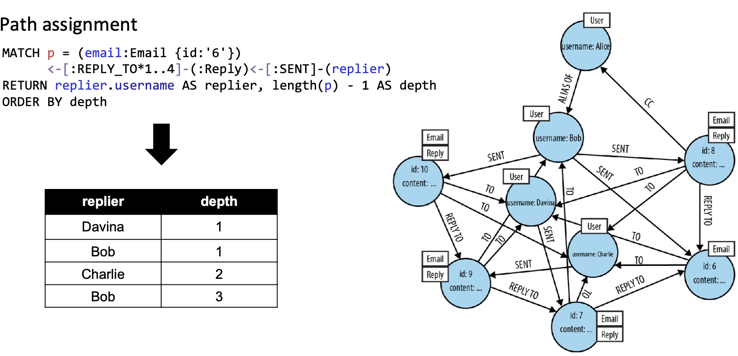 Path assignment
MATCH p = (email:Email {id:'6'})
<-[:REPLY_TO*1..4]-(:Reply)<-[:SENT]-(replier)
RETURN replier.username AS replier, length(p) - 1 AS depth
ORDER BY depth
replier depth
Davina 1
Bob 1
Charlie 2
Bob 3
User
username: Alice
ALIAS OF
CC
User
username: Bob
Email
Reply
id: 8
content: ...
SENT
SENT
SENT
TO
TO
Email
Reply
id: 10
content: ...
TO
TO
User
username: Davina
TO
REPLY TO
REPLY TO
User
username: Charlie
TO
TO
SENT
TO
TO
Email
id: 6
content: ...
Email
Reply
id: 9
content: ...
SENT
REPLY TO
TO
REPLY TO
id: 7
content: ...
Email
Reply